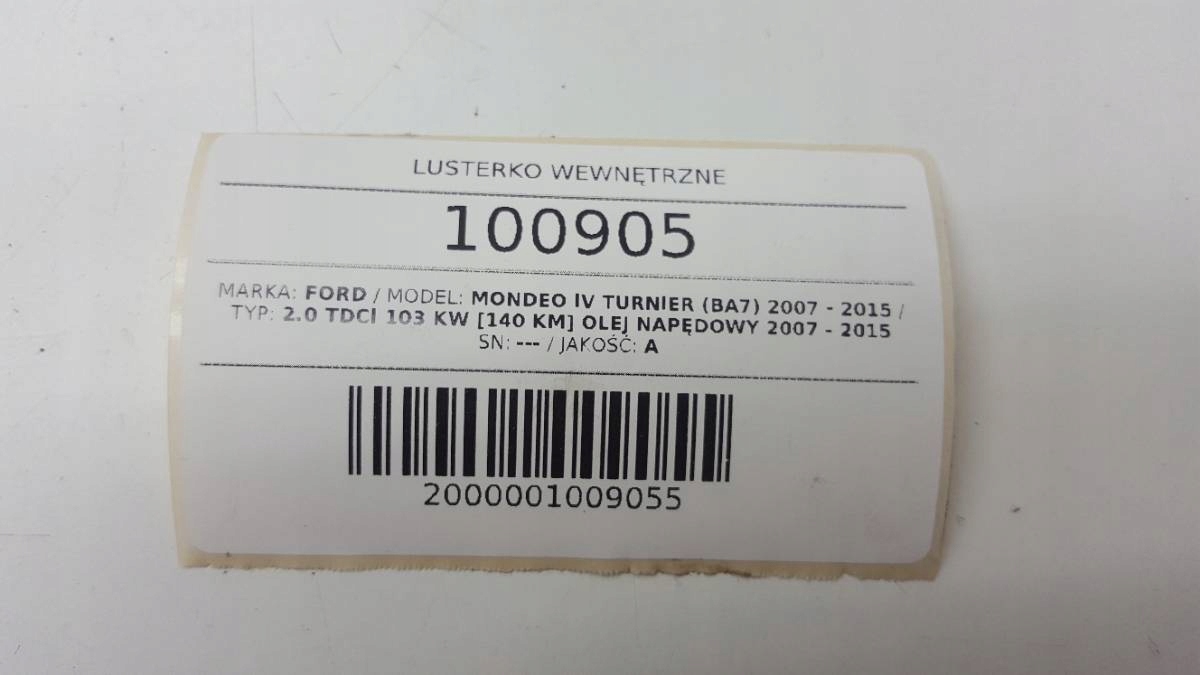 LUSTERKO WEWNĘTRZNE
100905
MARKA: FORD / MODEL: MONDEO IV TURNIER (BA7) 2007 - 2015 /
TYP: 2.0 TDCI 103 KW [140 KM] OLEJ NAPĘDOWY 2007 - 2015
SN: --- / JAKOŚĆ: A
2000001009055